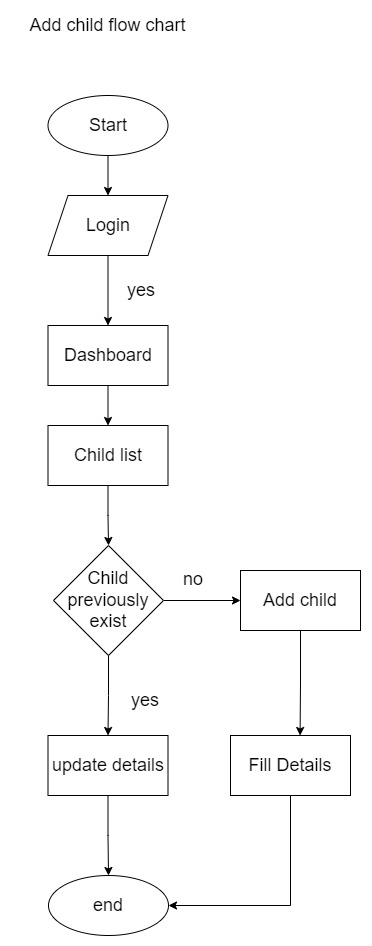 Add child flow chart
Start
Login
yes
Dashboard
Child list
Child
previously
exist
no
Add child
yes
update details
Fill Details
end